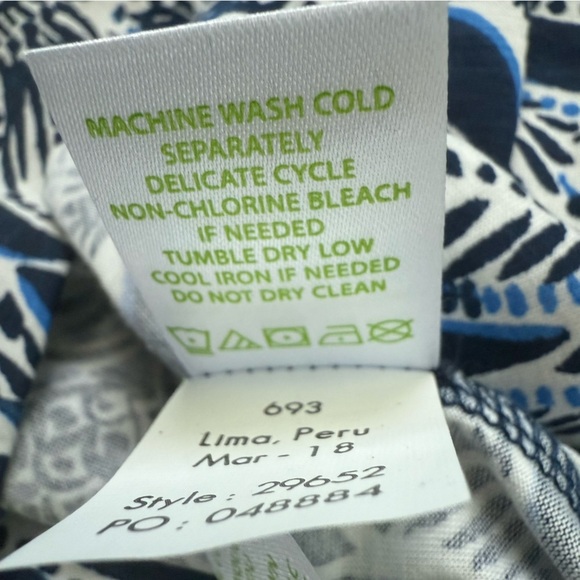 MACHINE WASH COLD
SEPARATELY
DELICATE CYCLE
NON-CHLORINE BLEACH
IF NEEDED
TUMBLE DRY LOW
COOL IRON IF NEEDED
DO NOT DRY CLEAN
693
Lima, Peru
Mar - 18
Style : 29652
PO : 048884